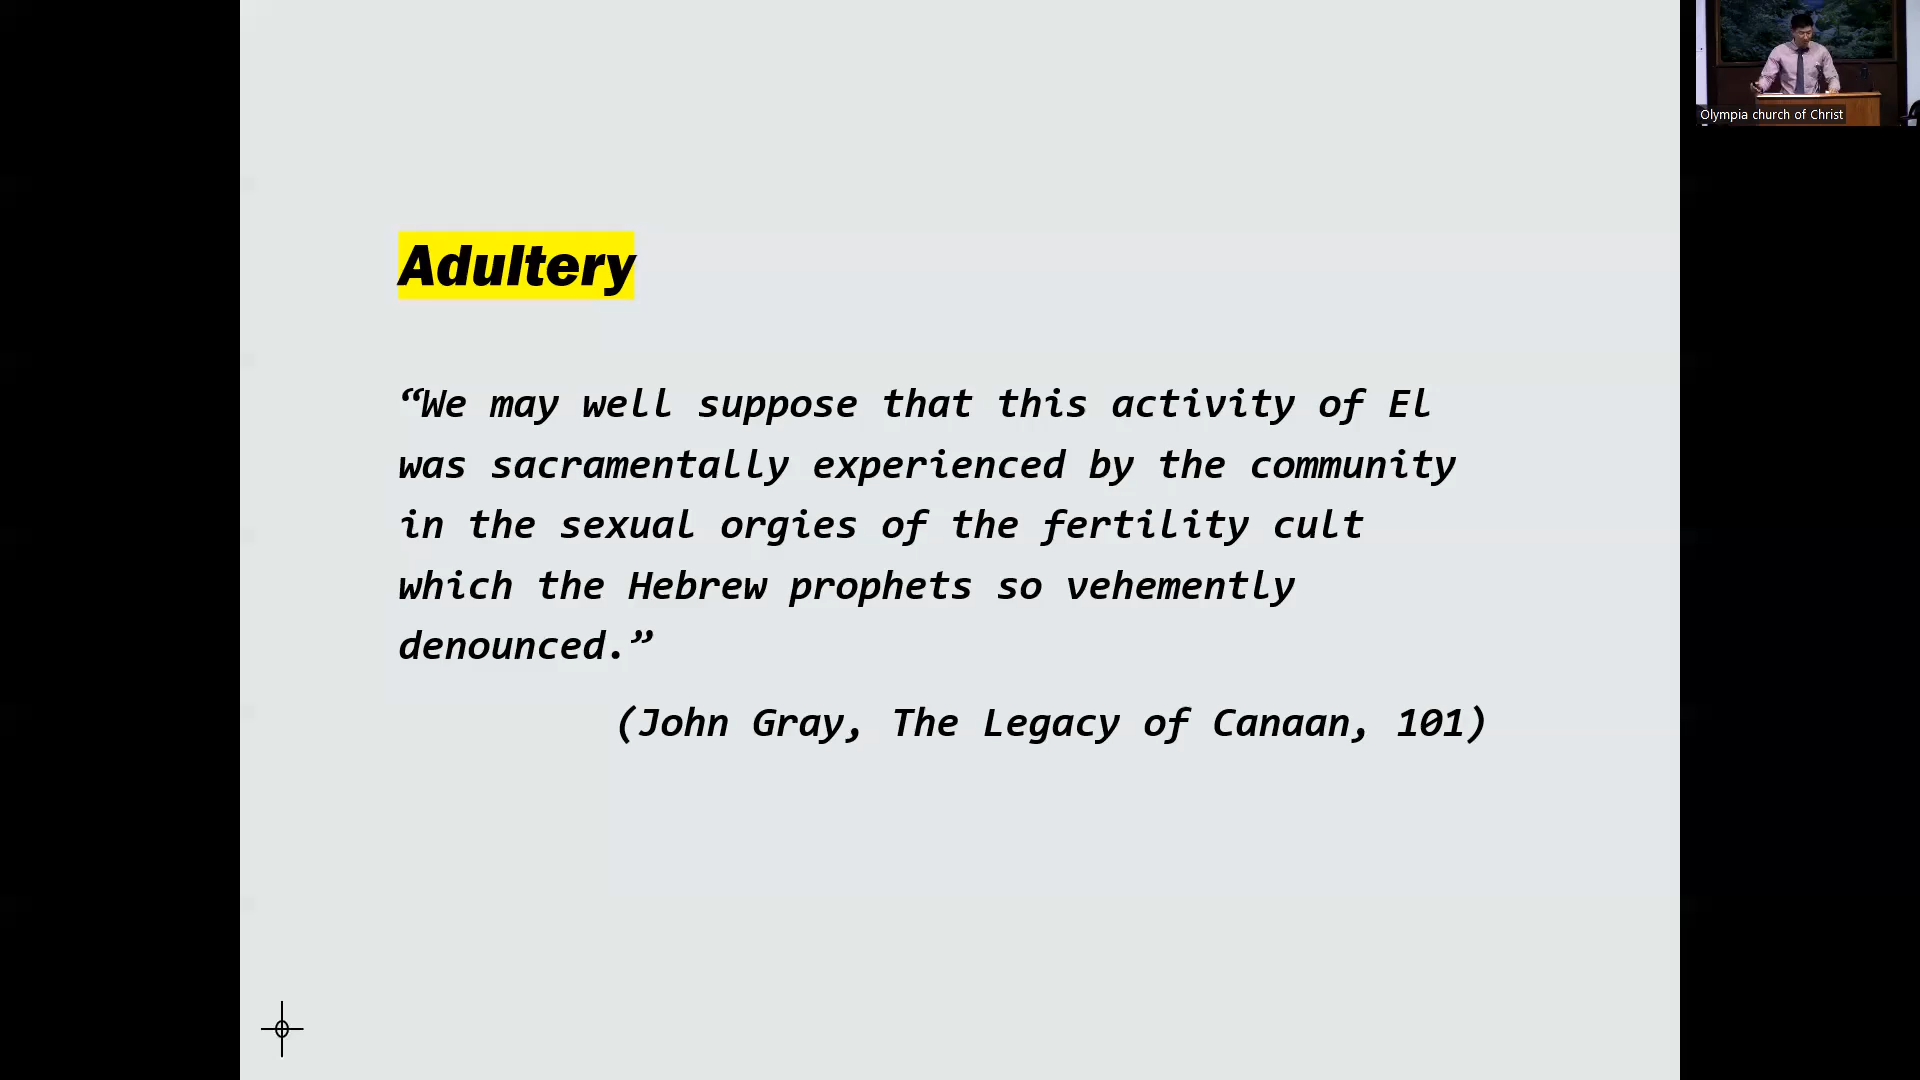 Olympia church of Christ
Adultery
“We may well suppose that this activity of El
was sacramentally experienced by the community
in the sexual orgies of the fertility cult
which the Hebrew prophets so vehemently
denounced.”
(John Gray, The Legacy of Canaan, 101)